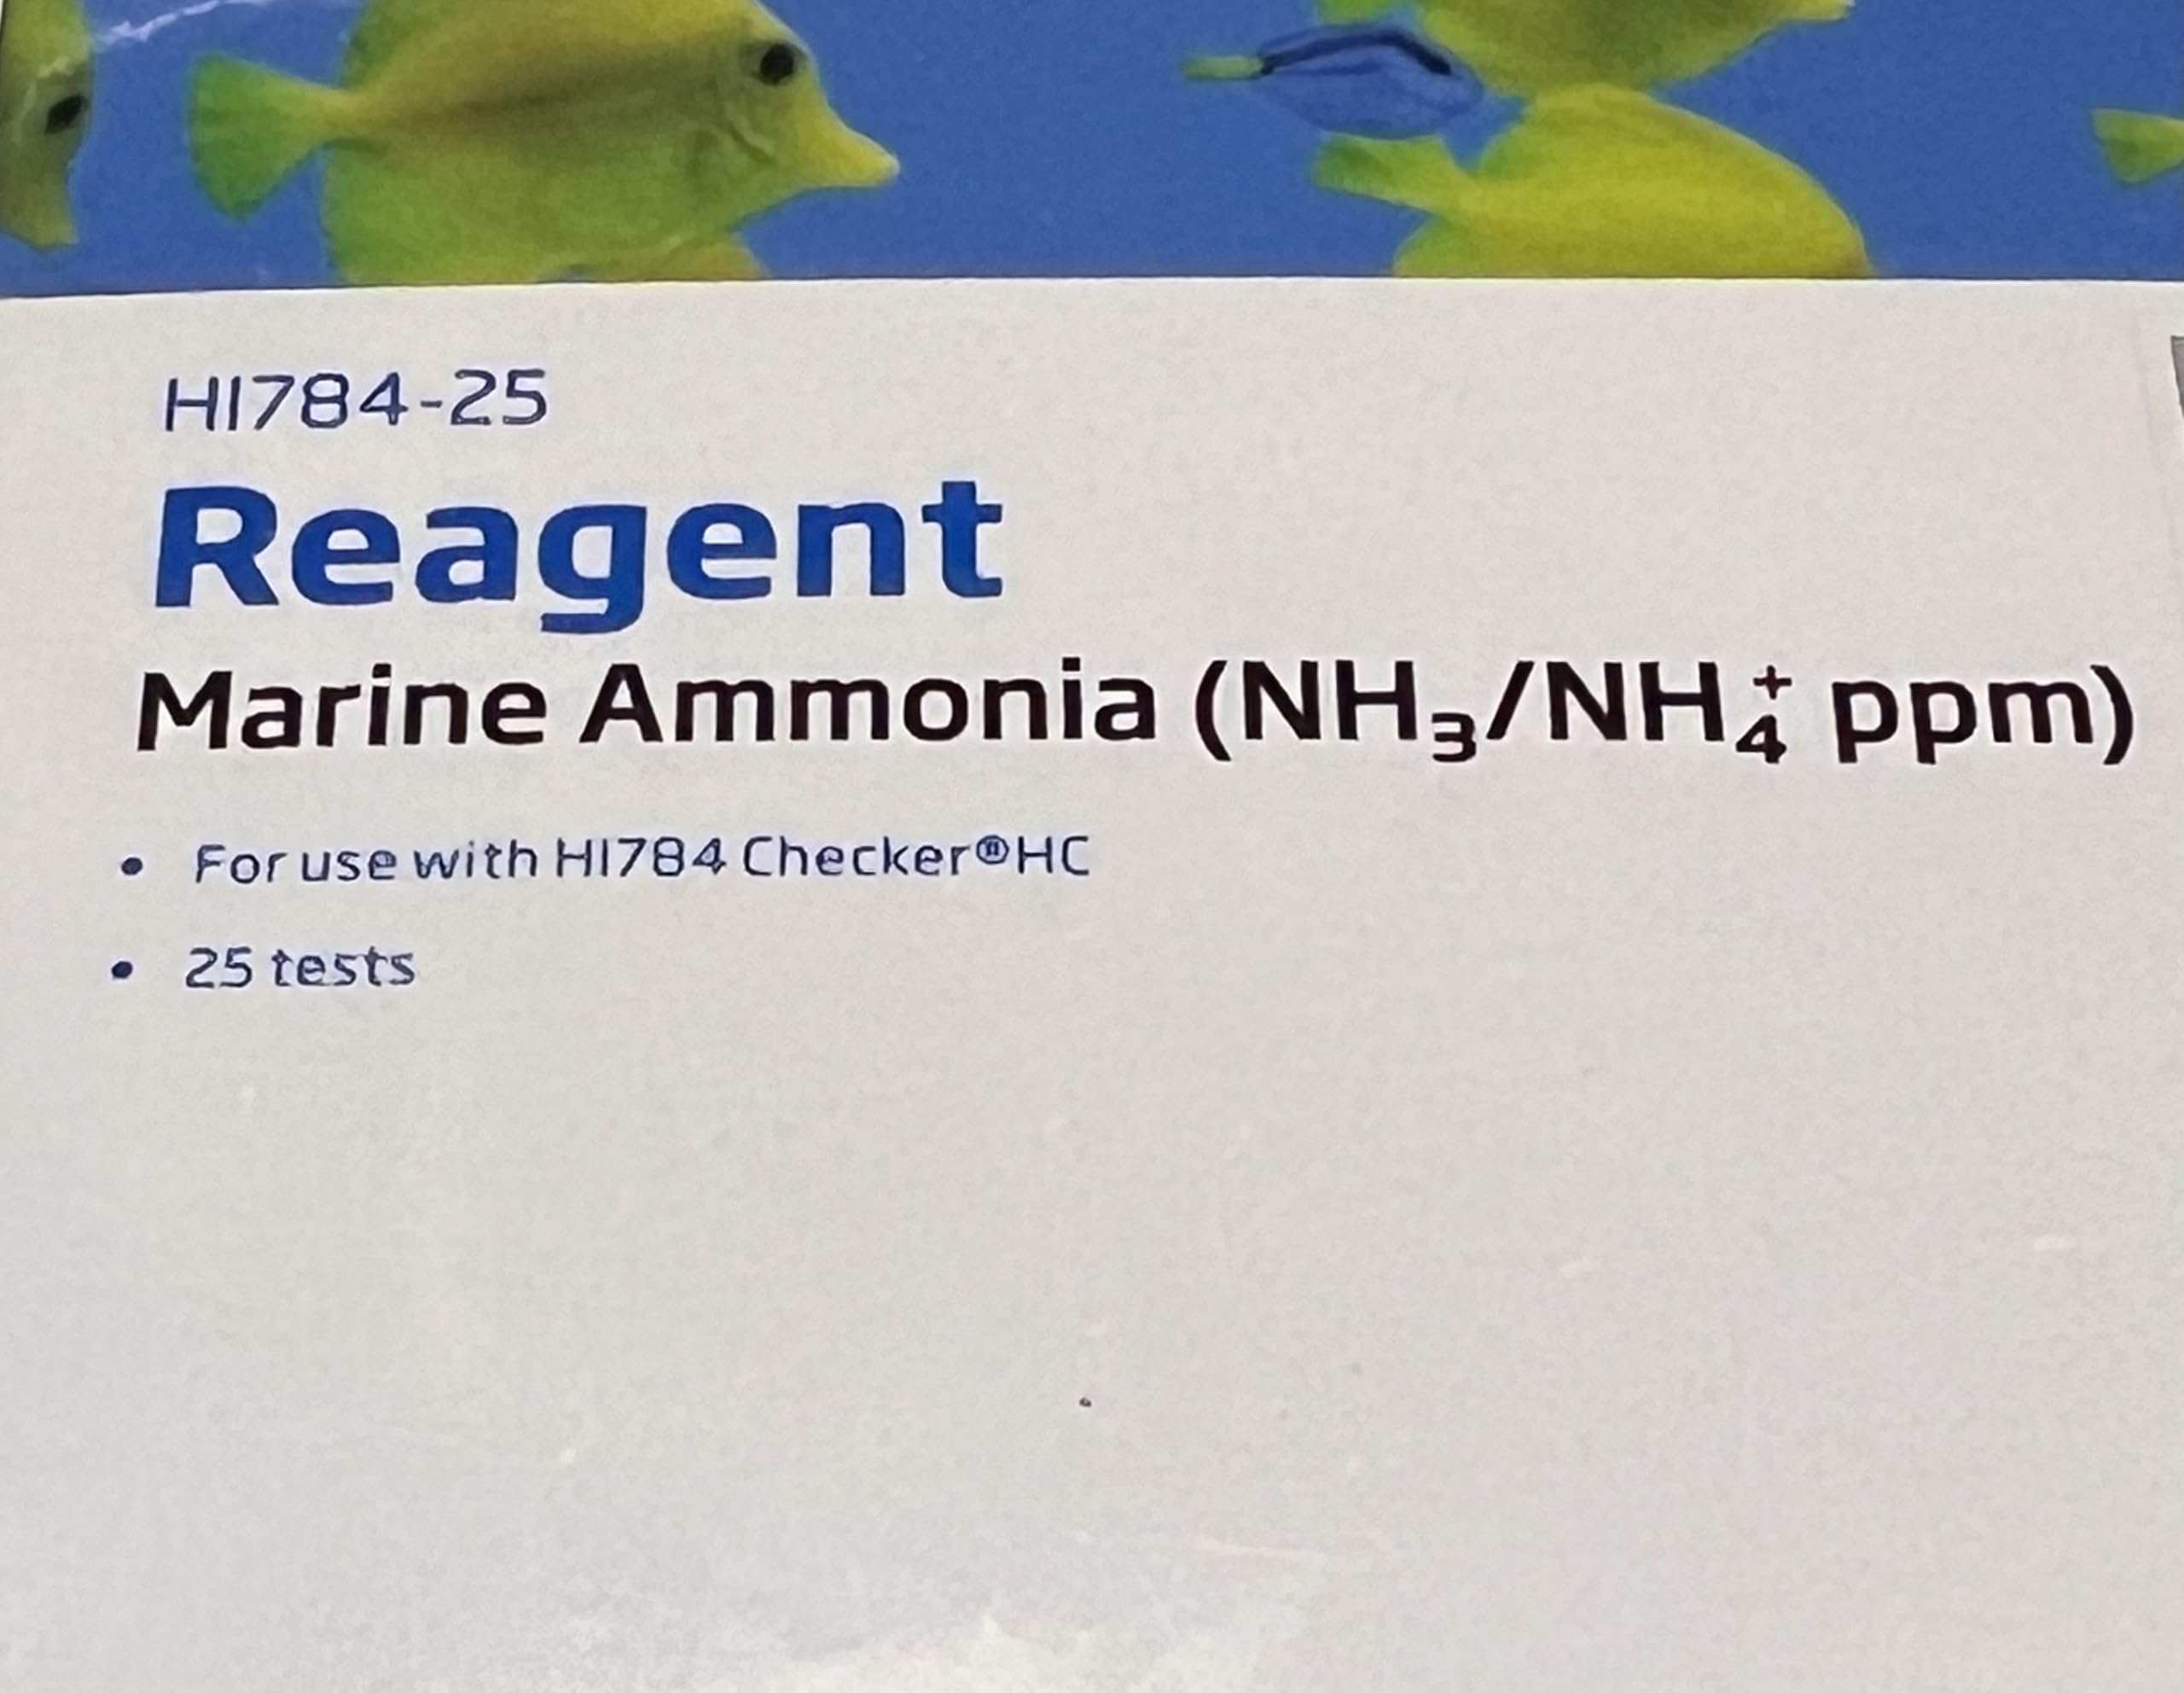 HI784-25
Reagent
Marine Ammonia (NH₃/NH₄⁺ ppm)
• For use with HI784 Checker®HC
• 25 tests